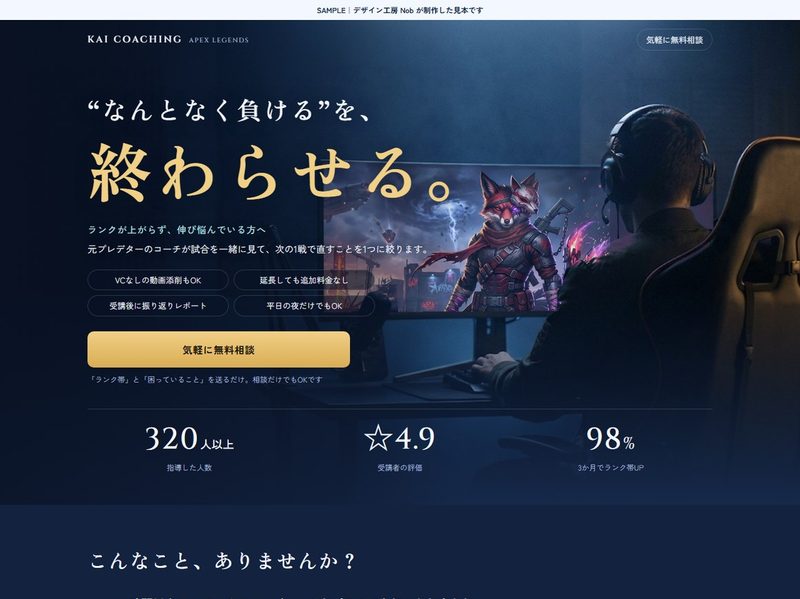 SAMPLE｜デザイン工房 Nob が制作した見本です
KAI COACHING APEX LEGENDS
気軽に無料相談
“なんとなく負ける”を、
終わらせる。
ランクが上がらず、伸び悩んでいる方へ
元プレデターのコーチが試合を一緒に見て、次の1戦で直すことを1つに絞ります。
VCなしの動画添削もOK
延長しても追加料金なし
受講後に振り返りレポート
平日の夜だけでもOK
気軽に無料相談
「ランク帯」と「困っていること」を送るだけ。相談だけでもOKです
320人以上
指導した人数
☆4.9
受講者の評価
98%
3か月でランク帯UP
こんなこと、ありませんか？